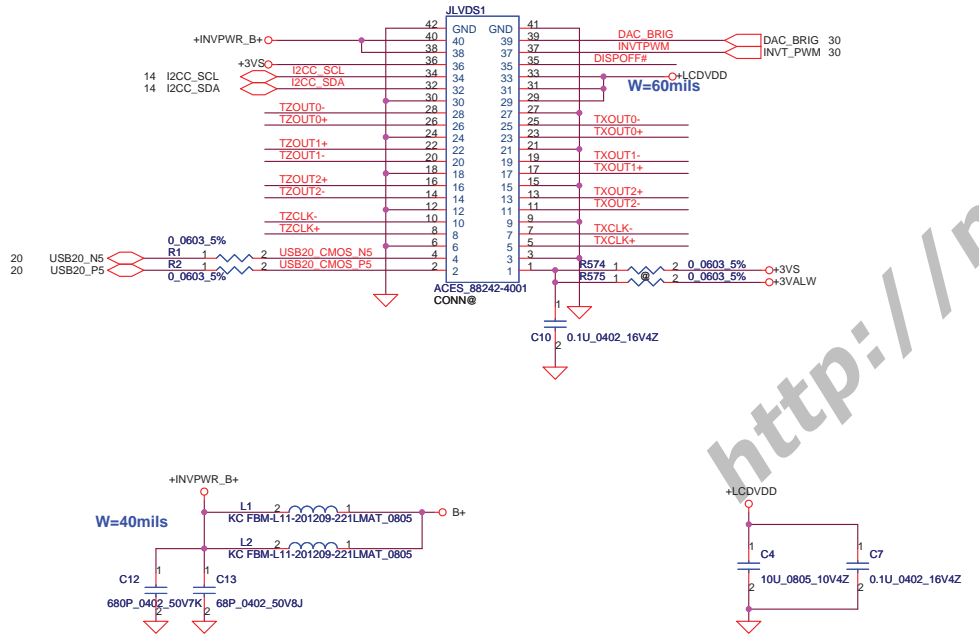 JLVDS1
42 GND GND 41
+INVPWR_B+ 40 40 39 39 DAC_BRIG DAC_BRIG 30
38 38 37 37 INVTPWM INVT_PWM 30
+3VS 36 36 35 35 DISPOFF#
14 I2CC_SCL I2CC_SCL 34 34 33 33 +LCDVDD
14 I2CC_SDA I2CC_SDA 32 32 31 31 W=60mils
30 30 29 29
TZOUT0- 28 28 27 27
TZOUT0+ 26 26 25 25 TXOUT0-
24 24 23 23 TXOUT0+
TZOUT1+ 22 22 21 21
TZOUT1- 20 20 19 19 TXOUT1-
18 18 17 17 TXOUT1+
TZOUT2+ 16 16 15 15
TZOUT2- 14 14 13 13 TXOUT2+
12 12 11 11 TXOUT2-
TZCLK- 10 10 9 9
TZCLK+ 8 8 7 7 TXCLK-
0_0603_5% 6 6 5 5 TXCLK+
20 USB20_N5 R1 1 2 USB20_CMOS_N5 4 4 3 3
20 USB20_P5 R2 1 2 USB20_CMOS_P5 2 2 1 1 R574 1 2 0_0603_5% +3VS
0_0603_5% R575 1 @ 2 0_0603_5% +3VALW
ACES_88242-4001
CONN@
1
C10 0.1U_0402_16V4Z
2
http://
+INVPWR_B+
W=40mils
L1 2 1 B+
KC FBM-L11-201209-221LMAT_0805
L2 2 1
KC FBM-L11-201209-221LMAT_0805
1 1
C12 C13
680P_0402_50V7K 68P_0402_50V8J
2 2
+LCDVDD
1 1
C4 C7
10U_0805_10V4Z 0.1U_0402_16V4Z
2 2